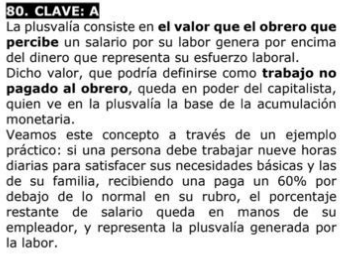 80. CLAVE: A
La plusvalía consiste en el valor que el obrero que
percibe un salario por su labor genera por encima
del dinero que representa su esfuerzo laboral.
Dicho valor, que podría definirse como trabajo no
pagado al obrero, queda en poder del capitalista,
quien ve en la plusvalía la base de la acumulación
monetaria.
Veamos este concepto a través de un ejemplo
práctico: si una persona debe trabajar nueve horas
diarias para satisfacer sus necesidades básicas y las
de su familia, recibiendo una paga un 60% por
debajo de lo normal en su rubro, el porcentaje
restante de salario queda en manos de su
empleador, y representa la plusvalía generada por
la labor.